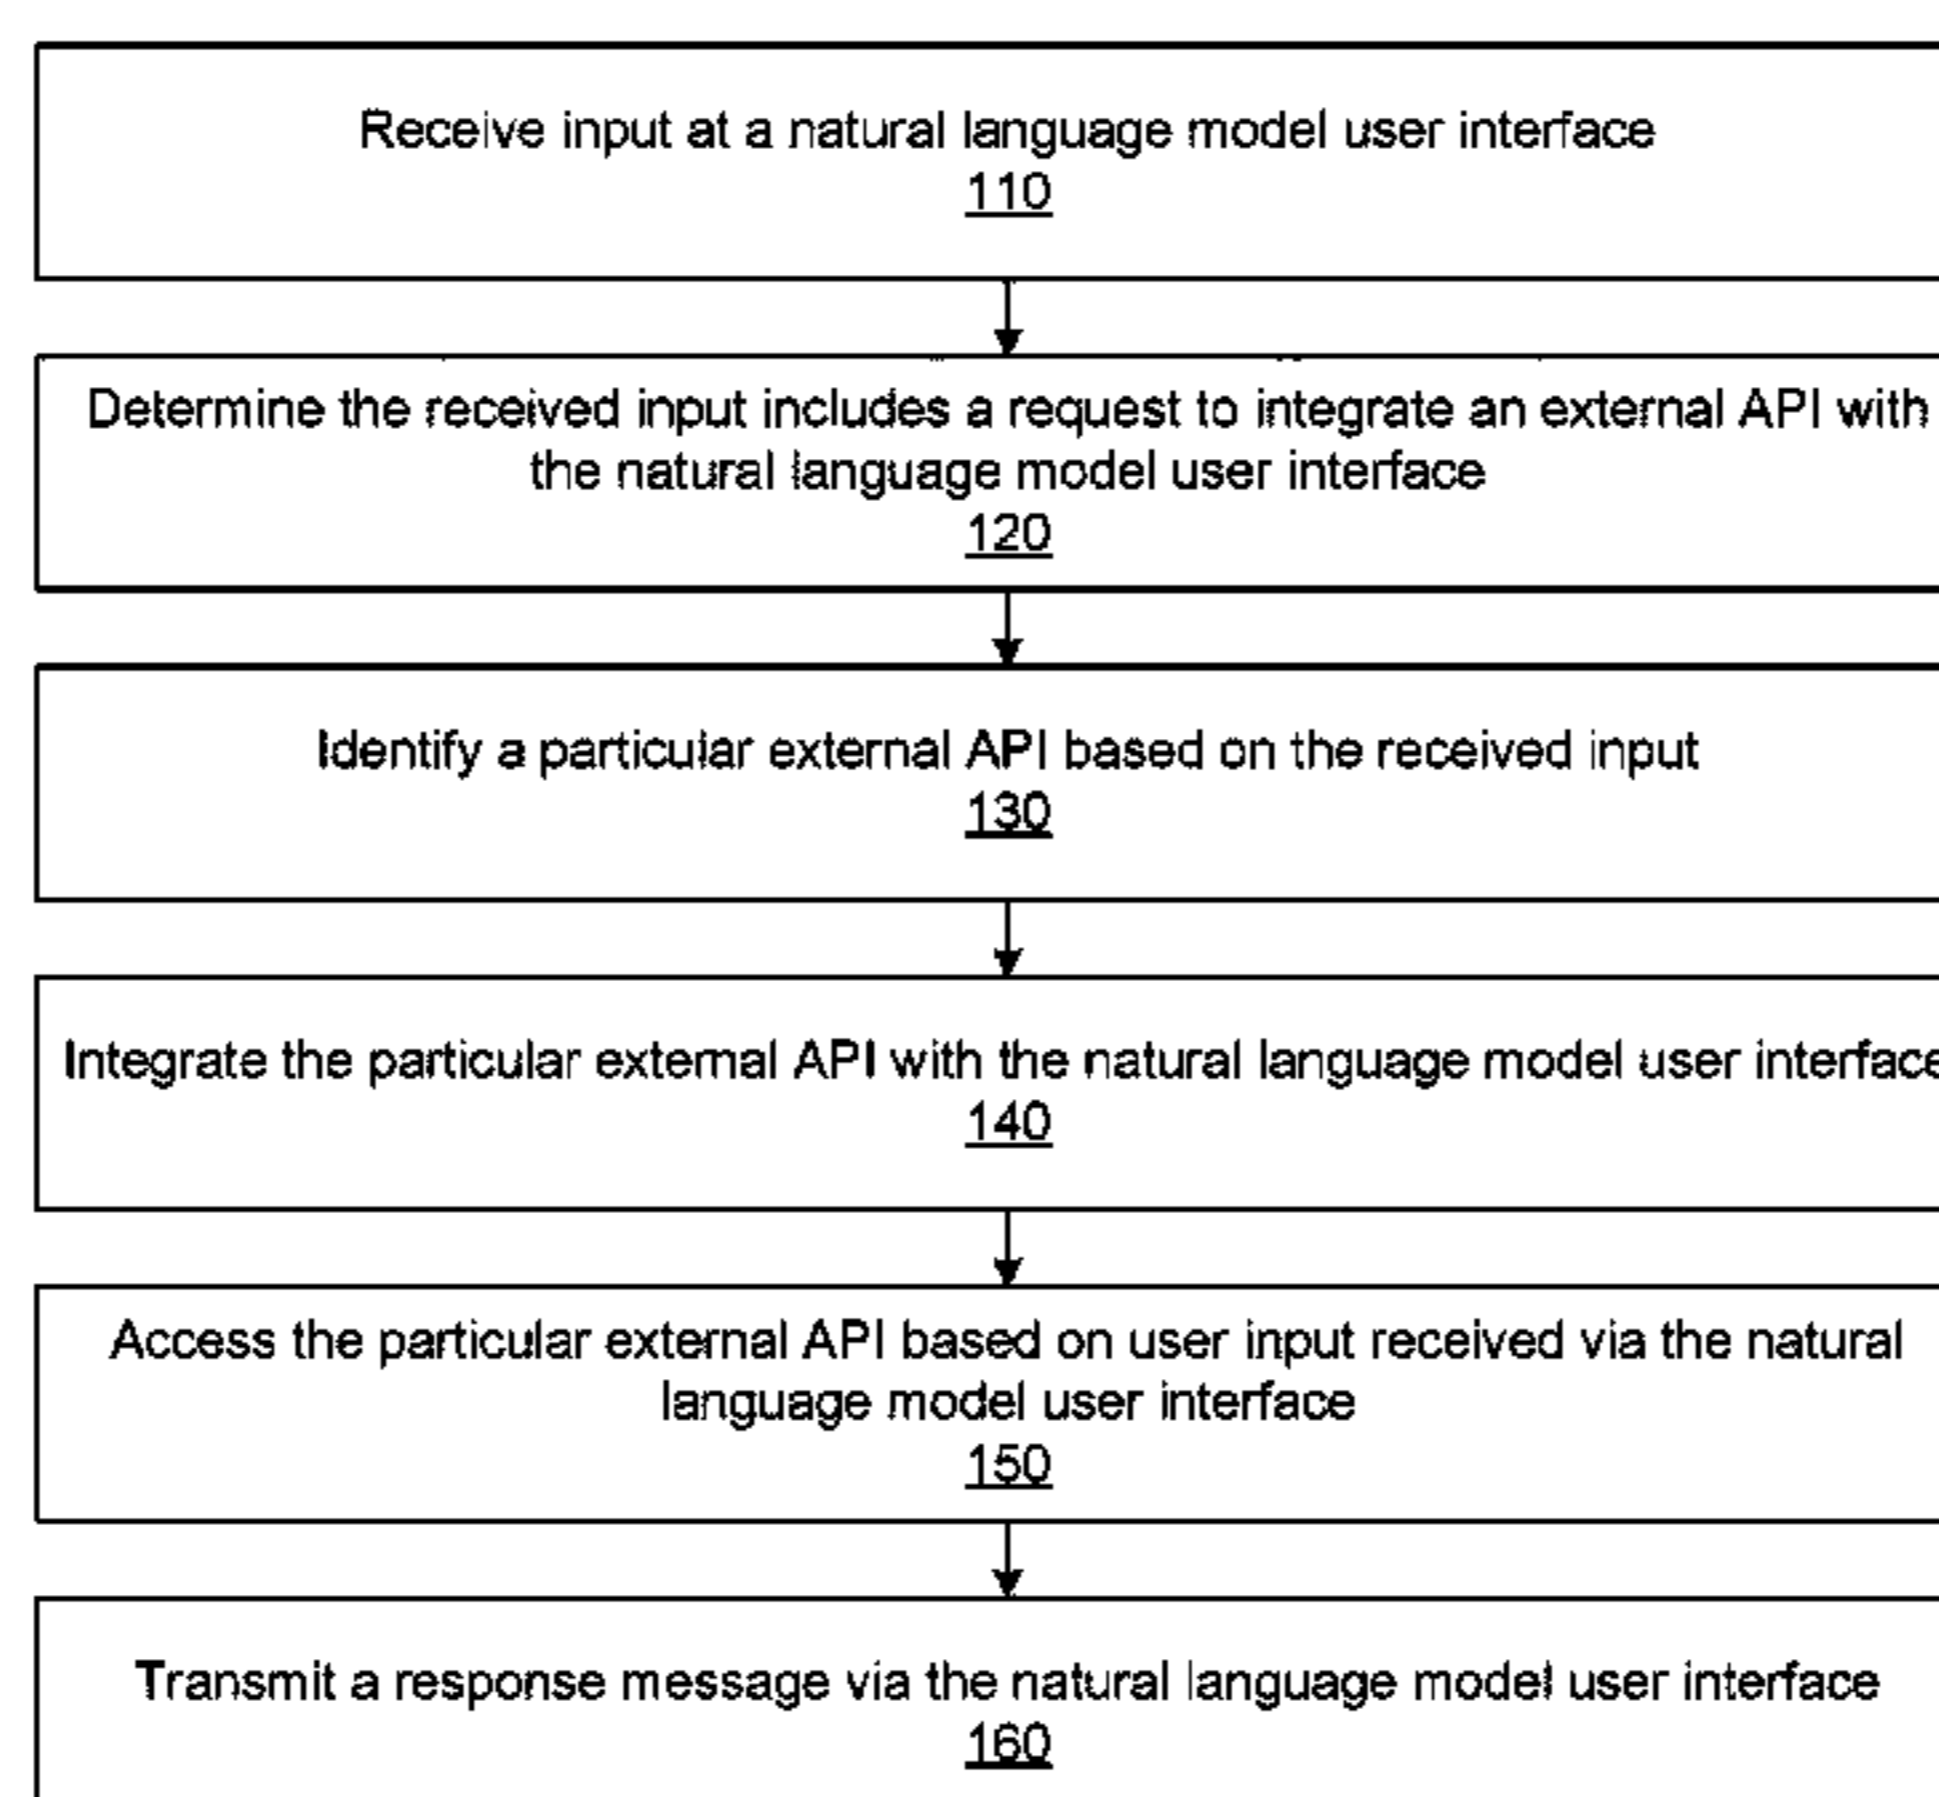 Receive input at a natural language model user interface
110
Determine the received input includes a request to integrate an external API with
the natural language model user interface
120
Identify a particular external API based on the received input
130
Integrate the particular external API with the natural language model user interface
140
Access the particular external API based on user input received via the natural
language model user interface
150
Transmit a response message via the natural language model user interface
160